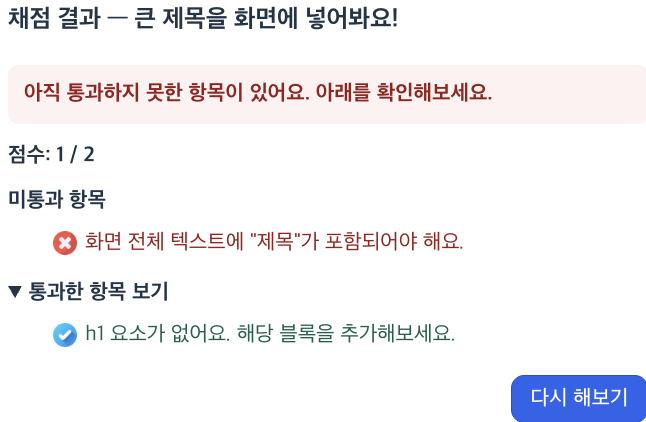 채점 결과 — 큰 제목을 화면에 넣어봐요!
아직 통과하지 못한 항목이 있어요. 아래를 확인해보세요.
점수: 1 / 2
미통과 항목
화면 전체 텍스트에 "제목"가 포함되어야 해요.
▼ 통과한 항목 보기
h1 요소가 없어요. 해당 블록을 추가해보세요.
다시 해보기